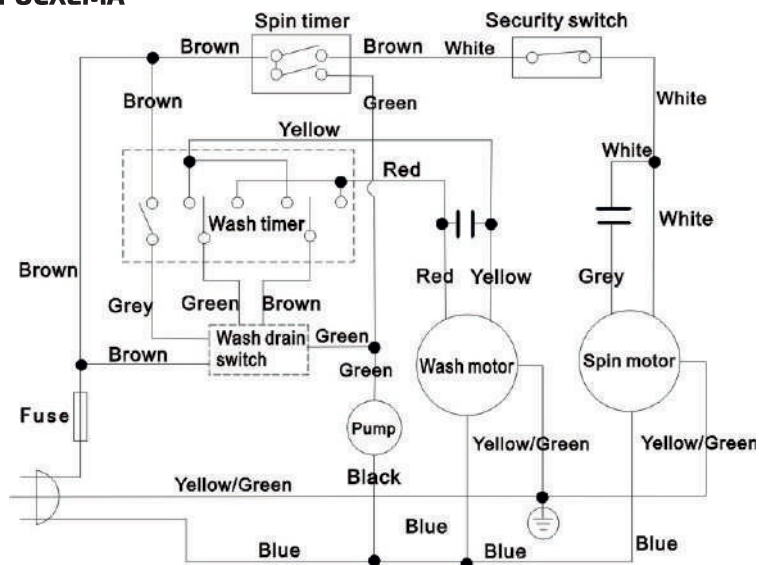 Spin timer
Security switch
Brown
Brown
White
Brown
Green
White
Yellow
White
Red
Wash timer
White
Brown
Red
Yellow
Grey
Grey
Green
Brown
Wash drain
switch
Green
Brown
Green
Wash motor
Spin motor
Fuse
Pump
Yellow/Green
Yellow/Green
Black
Yellow/Green
Blue
Blue
Blue
Blue